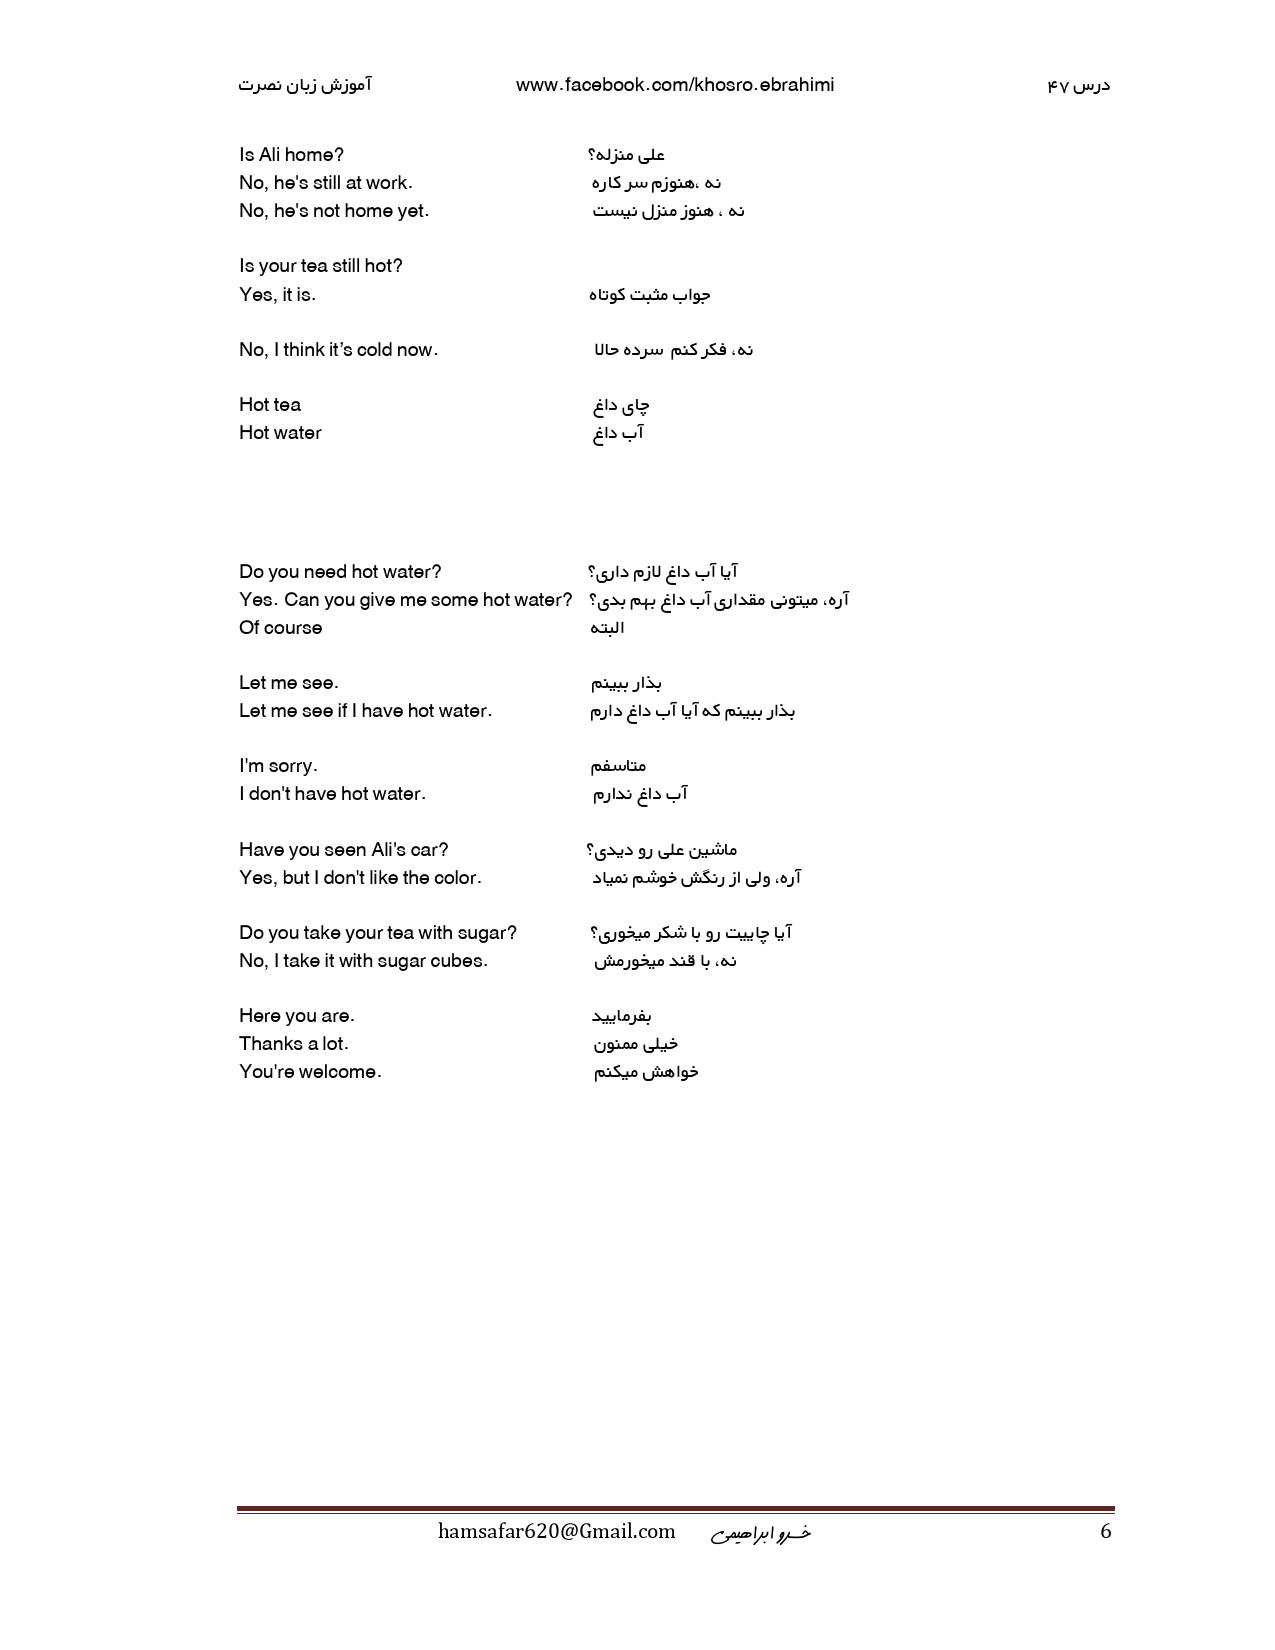 آموزش زبان نصرت www.facebook.com/khosro.ebrahimi درس ۴۷
Is Ali home? علی منزله؟
No, he's still at work. نه ،هنوزم سر کاره
No, he's not home yet. نه ، هنوز منزل نیست
Is your tea still hot?
Yes, it is. جواب مثبت کوتاه
No, I think it’s cold now. نه، فکر کنم سرده حالا
Hot tea چای داغ
Hot water آب داغ
Do you need hot water? آیا آب داغ لازم داری؟
Yes. Can you give me some hot water? آره، میتونی مقداری آب داغ بهم بدی؟
Of course البته
Let me see. بذار ببینم
Let me see if I have hot water. بذار ببینم که آیا آب داغ دارم
I'm sorry. متاسفم
I don't have hot water. آب داغ ندارم
Have you seen Ali's car? ماشین علی رو دیدی؟
Yes, but I don't like the color. آره، ولی از رنگش خوشم نمیاد
Do you take your tea with sugar? آیا چاییت رو با شکر میخوری؟
No, I take it with sugar cubes. نه، با قند میخورمش
Here you are. بفرمایید
Thanks a lot. خیلی ممنون
You're welcome. خواهش میکنم
hamsafar620@Gmail.com خسرو ابراهیمی 6